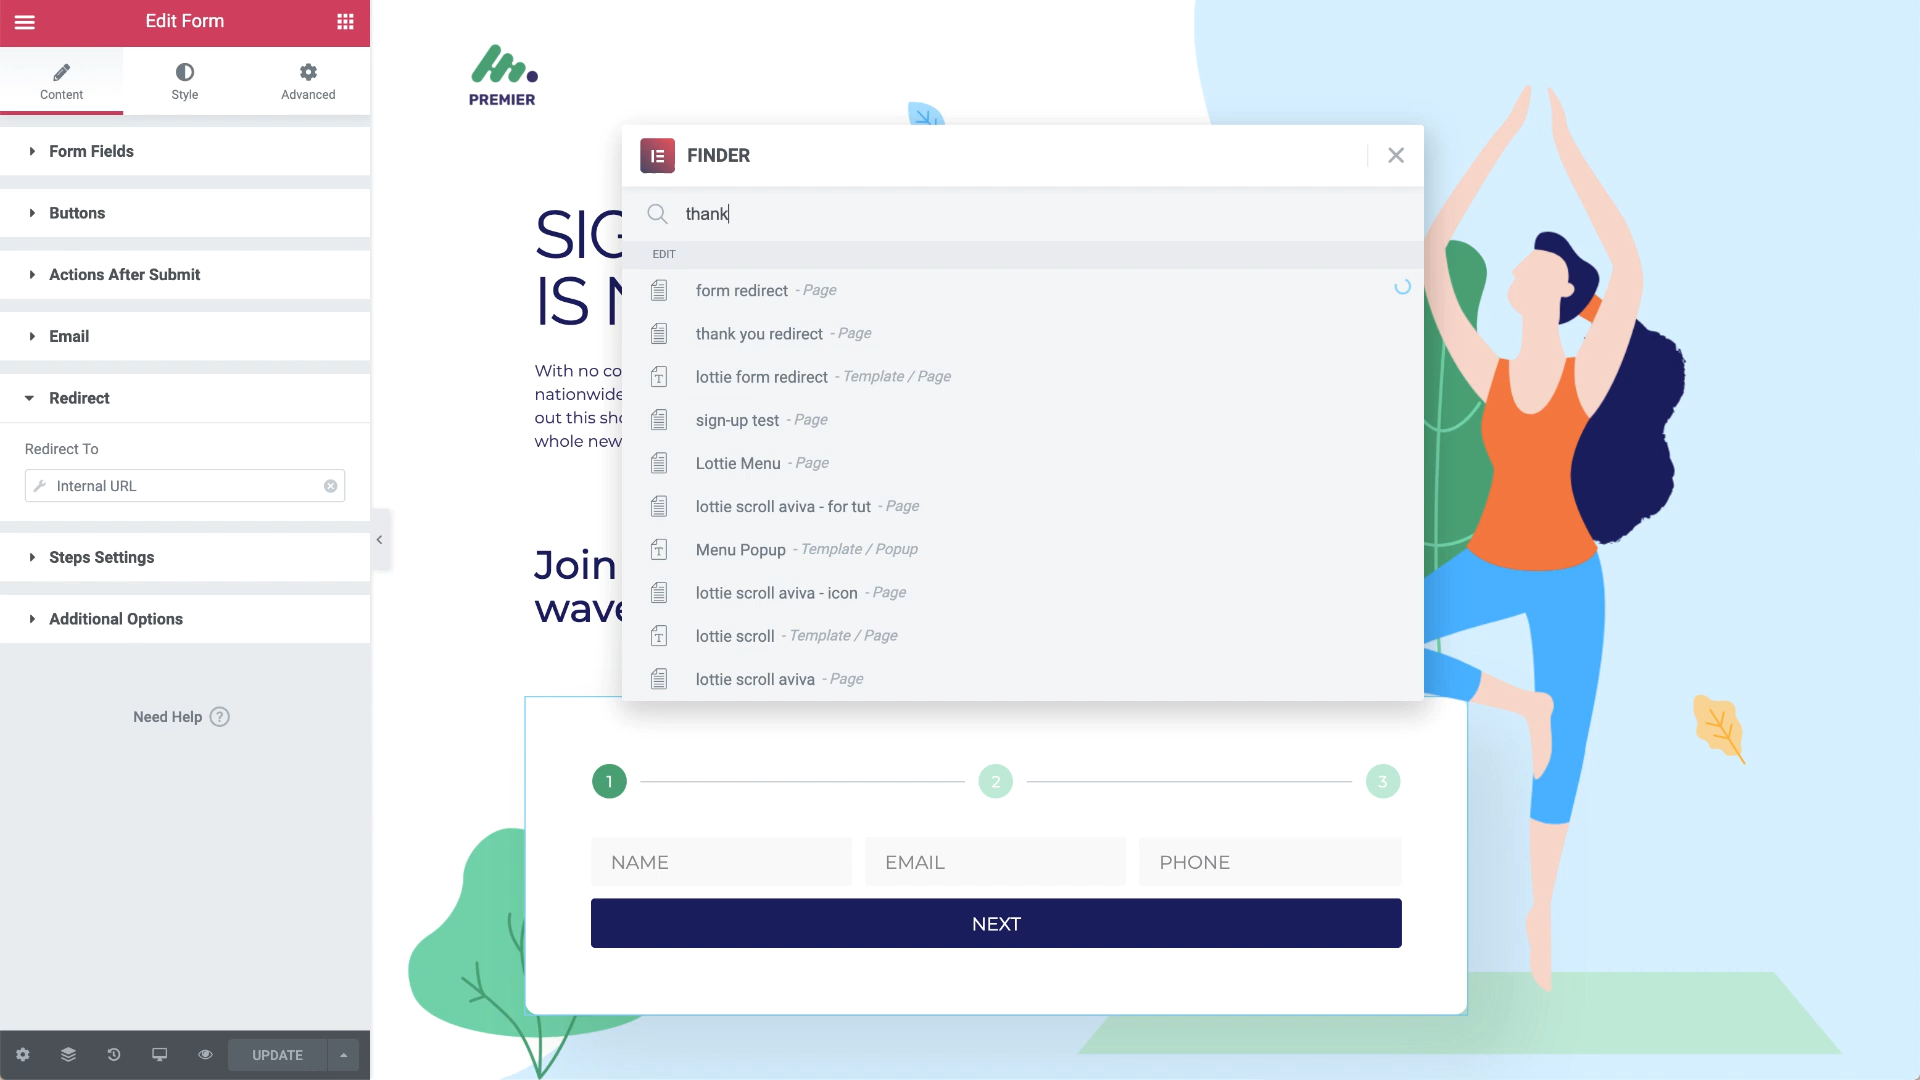 Edit Form
Content
Style
Advanced
Form Fields
Buttons
Actions After Submit
Email
Redirect
Redirect To
Internal URL
Steps Settings
Additional Options
Need Help ?
UPDATE
PREMIER
SIG
IS N
With no co
nationwide
out this sh
whole new
Join
wave
FINDER
thank
EDIT
form redirect - Page
thank you redirect - Page
lottie form redirect - Template / Page
sign-up test - Page
Lottie Menu - Page
lottie scroll aviva - for tut - Page
Menu Popup - Template / Popup
lottie scroll aviva - icon - Page
lottie scroll - Template / Page
lottie scroll aviva - Page
1 2 3
NAME EMAIL PHONE
NEXT